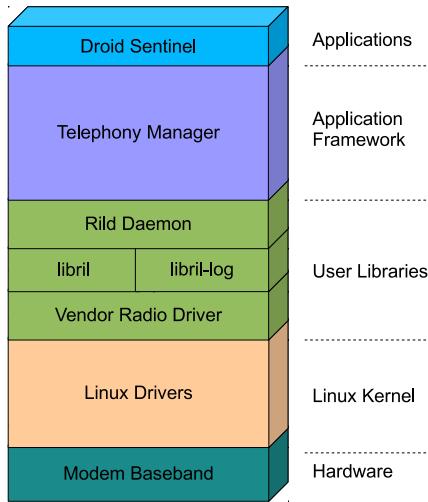 Droid Sentinel
Applications
Telephony Manager
Application
Framework
Rild Daemon
libril
libril-log
User Libraries
Vendor Radio Driver
Linux Drivers
Linux Kernel
Modem Baseband
Hardware